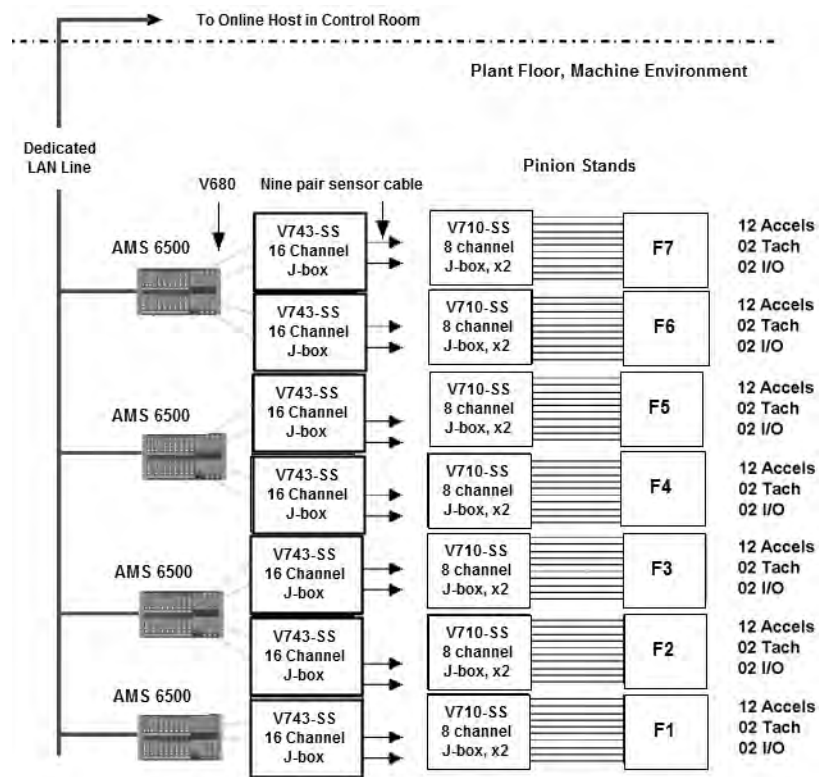 To Online Host in Control Room
Plant Floor, Machine Environment
Dedicated
LAN Line
Pinion Stands
V680
Nine pair sensor cable
AMS 6500
V743-SS
16 Channel
J-box
V710-SS
8 channel
J-box, x2
F7
12 Accels
02 Tach
02 I/O
V743-SS
16 Channel
J-box
V710-SS
8 channel
J-box, x2
F6
12 Accels
02 Tach
02 I/O
AMS 6500
V743-SS
16 Channel
J-box
V710-SS
8 channel
J-box, x2
F5
12 Accels
02 Tach
02 I/O
V743-SS
16 Channel
J-box
V710-SS
8 channel
J-box, x2
F4
12 Accels
02 Tach
02 I/O
AMS 6500
V743-SS
16 Channel
J-box
V710-SS
8 channel
J-box, x2
F3
12 Accels
02 Tach
02 I/O
V743-SS
16 Channel
J-box
V710-SS
8 channel
J-box, x2
F2
12 Accels
02 Tach
02 I/O
AMS 6500
V743-SS
16 Channel
J-box
V710-SS
8 channel
J-box, x2
F1
12 Accels
02 Tach
02 I/O